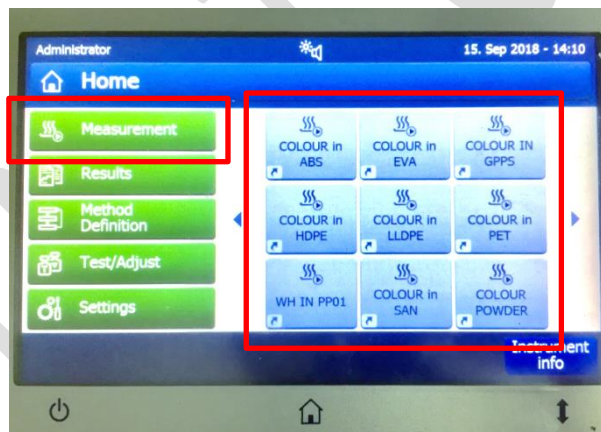 Administrator
15. Sep 2018 - 14:10
Home
Measurement
Results
Method
Definition
Test/Adjust
Settings
COLOUR in
ABS
COLOUR in
EVA
COLOUR IN
GPPS
COLOUR in
HDPE
COLOUR in
LLDPE
COLOUR in
PET
WH IN PP01
COLOUR in
SAN
COLOUR
POWDER
Instrument
info